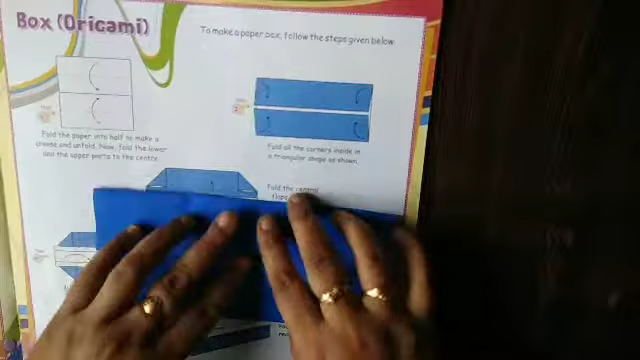 Box (Origami)
To make a paper box, follow the steps given below
Fold the paper into half to make a
crease and unfold. Now, fold the lower
and the upper parts to the centre.
Fold all the corners inside in
a triangular shape as shown.
Fold the central
flaps